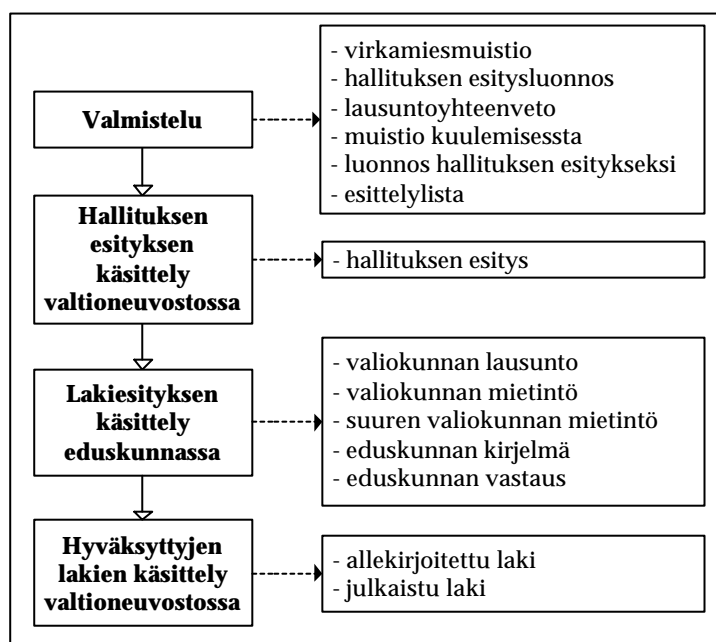 Valmistelu
- virkamiesmuistio
- hallituksen esitysluonnos
- lausuntoyhteenveto
- muistio kuulemisessta
- luonnos hallituksen esitykseksi
- esittelylista
Hallituksen
esityksen
käsittely
valtioneuvostossa
- hallituksen esitys
Lakiesityksen
käsittely
eduskunnassa
- valiokunnan lausunto
- valiokunnan mietintö
- suuren valiokunnan mietintö
- eduskunnan kirjelmä
- eduskunnan vastaus
Hyväksyttyjen
lakien käsittely
valtioneuvostossa
- allekirjoitettu laki
- julkaistu laki